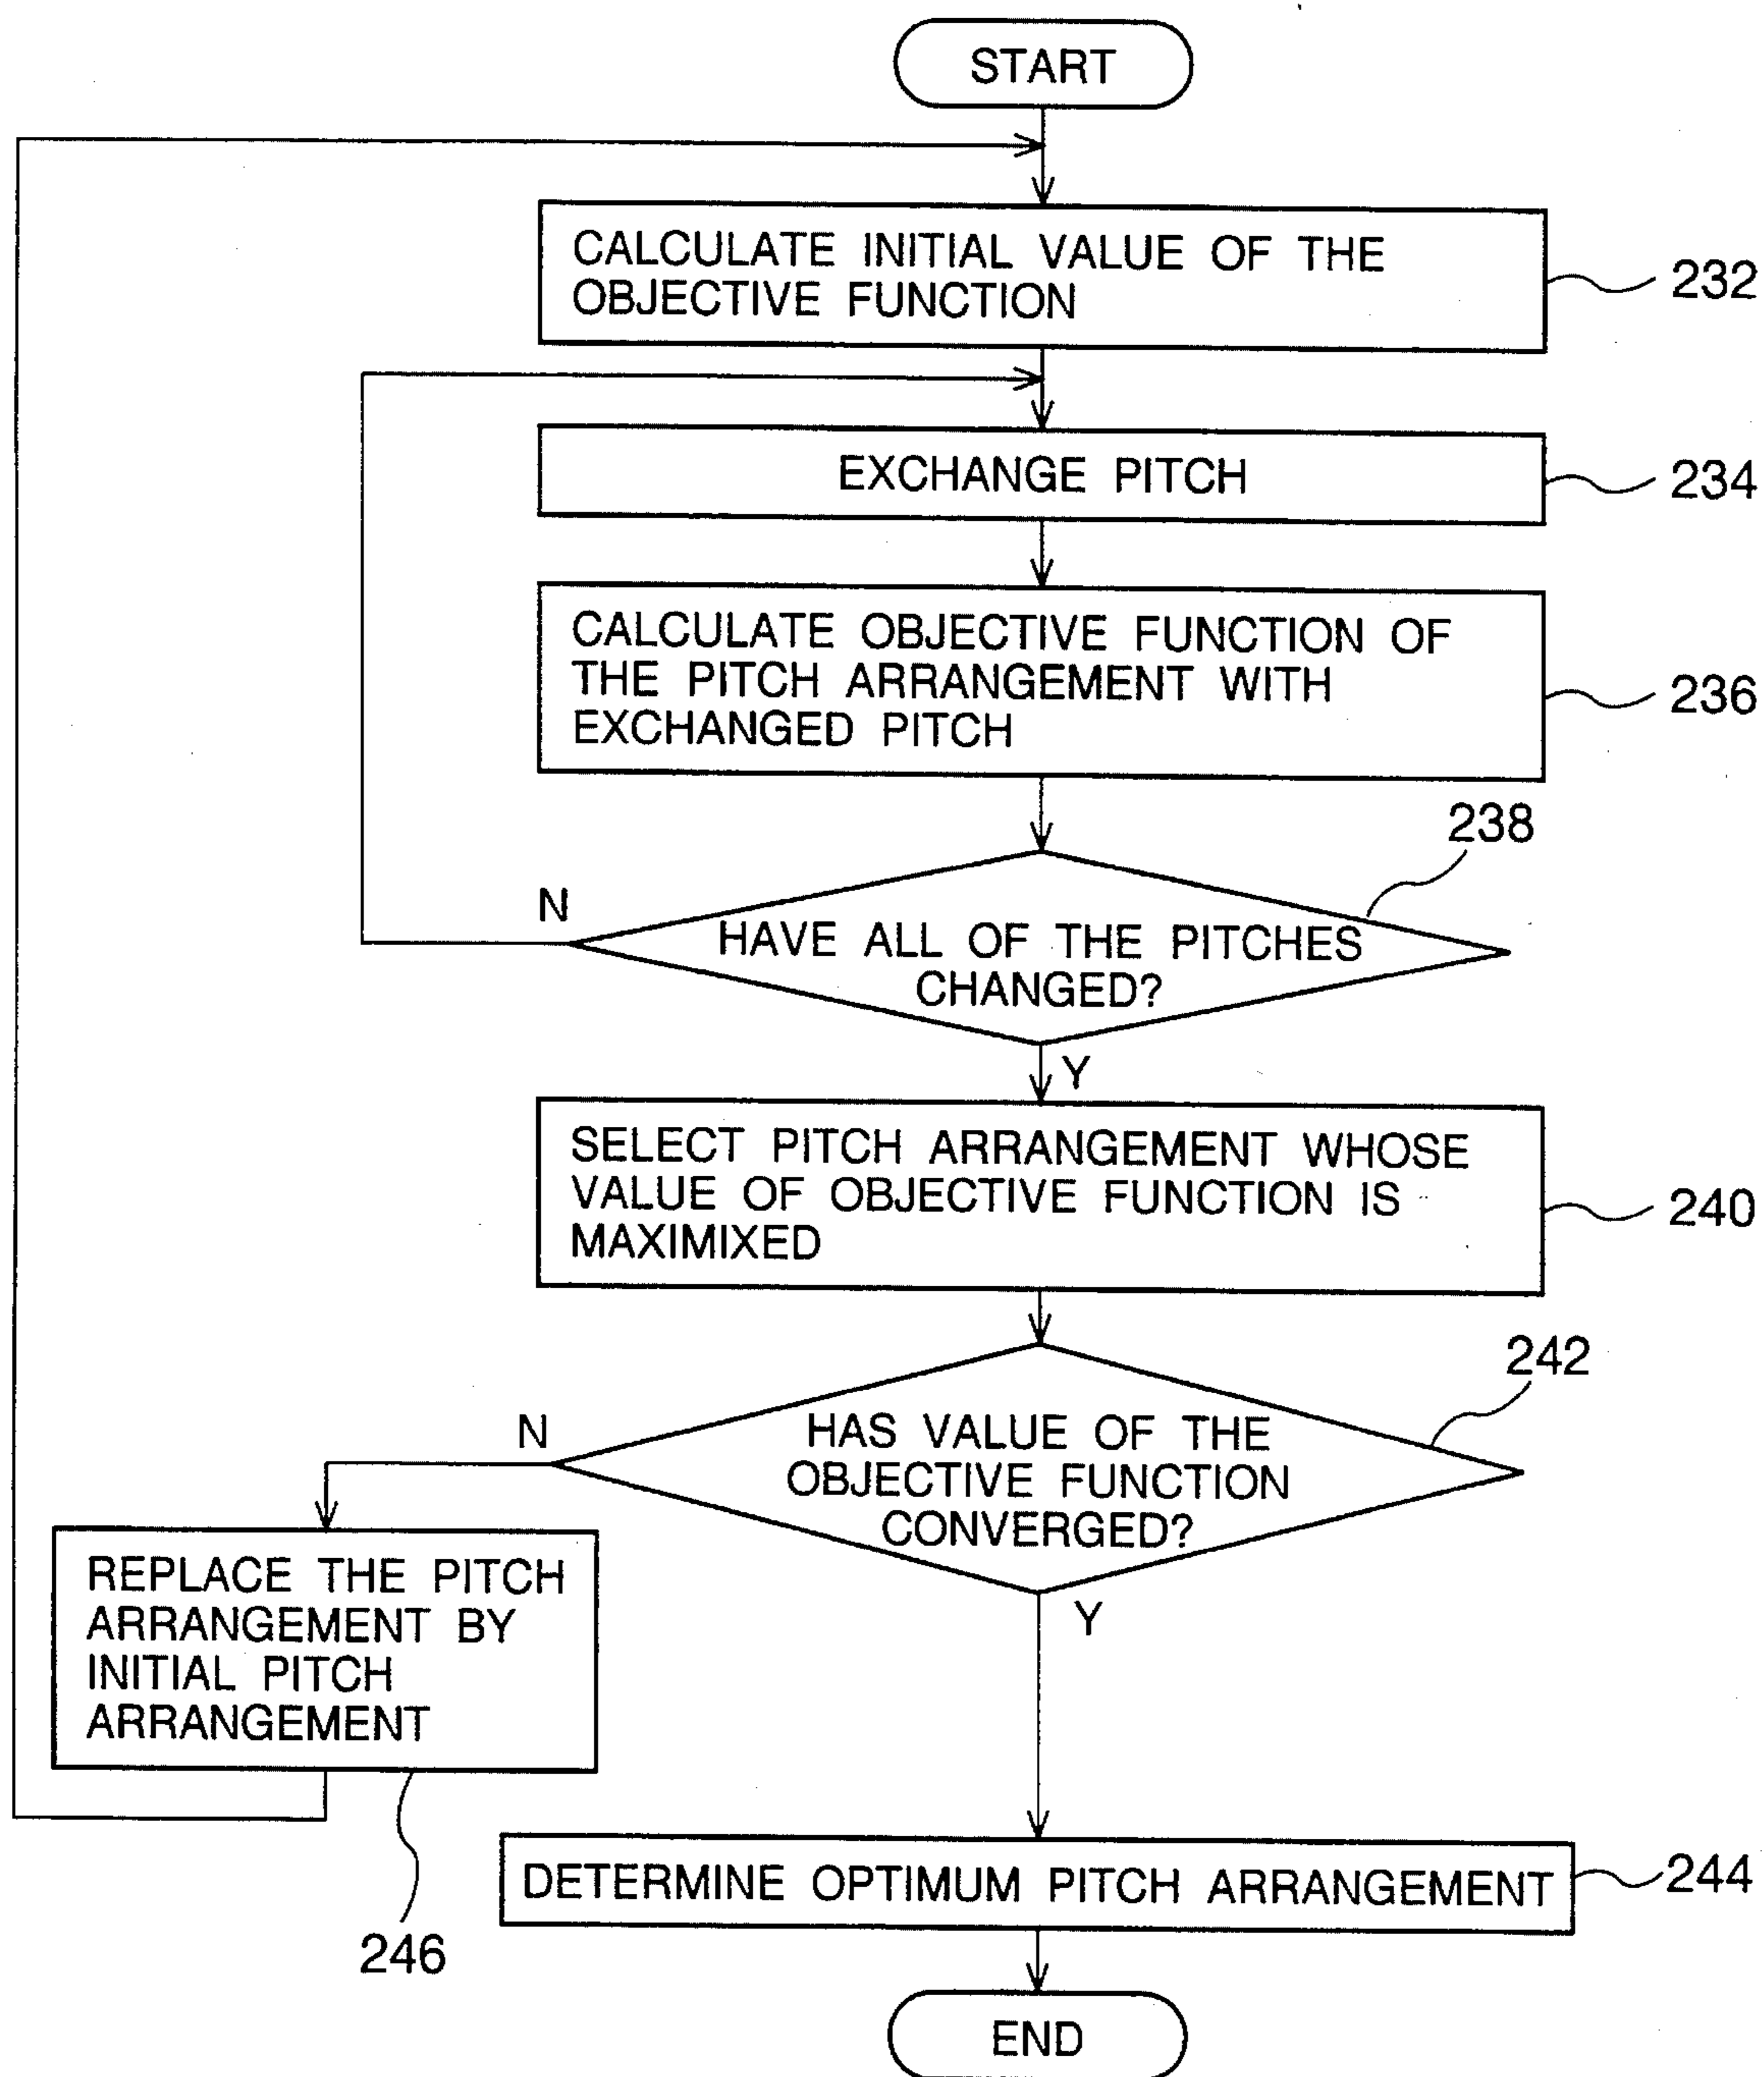 START
CALCULATE INITIAL VALUE OF THE
OBJECTIVE FUNCTION
232
EXCHANGE PITCH
234
CALCULATE OBJECTIVE FUNCTION OF
THE PITCH ARRANGEMENT WITH
EXCHANGED PITCH
236
238
N
HAVE ALL OF THE PITCHES
CHANGED?
Y
SELECT PITCH ARRANGEMENT WHOSE
VALUE OF OBJECTIVE FUNCTION IS
MAXIMIXED
240
242
N
HAS VALUE OF THE
OBJECTIVE FUNCTION
CONVERGED?
Y
REPLACE THE PITCH
ARRANGEMENT BY
INITIAL PITCH
ARRANGEMENT
246
DETERMINE OPTIMUM PITCH ARRANGEMENT
244
END